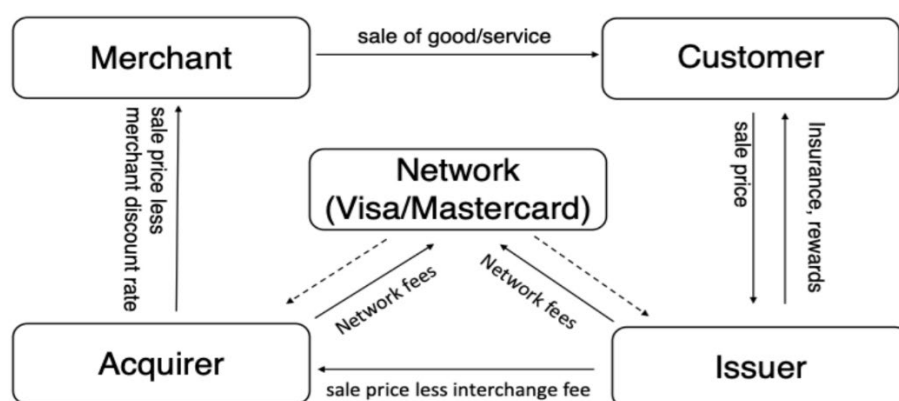 Merchant
sale of good/service
Customer
sale price less
merchant discount rate
Network
(Visa/Mastercard)
sale price
Insurance, rewards
Network fees
Network fees
Acquirer
sale price less interchange fee
Issuer